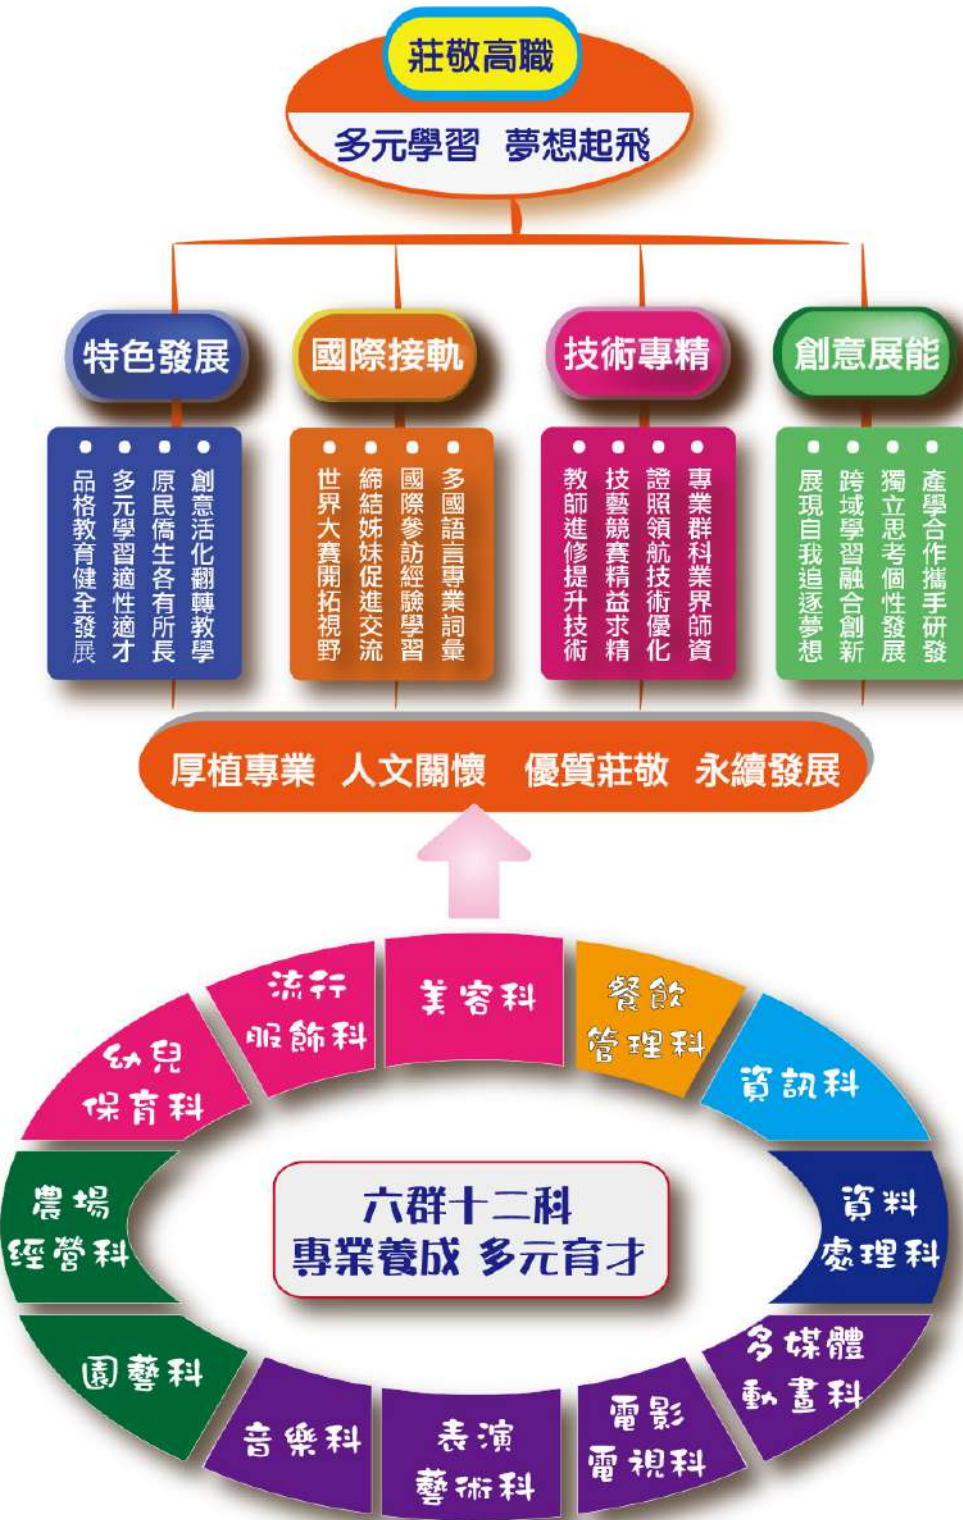 莊敬高職
多元學習 夢想起飛
特色發展
創意活化翻轉教學
原民僑生各有所長
多元學習適性適才
品格教育健全發展
國際接軌
多國語言專業詞彙
國際參訪經驗學習
締結姊妹促進交流
世界大賽開拓視野
技術專精
專業群科業界師資
證照領航技術優化
技藝競賽精益求精
教師進修提升技術
創意展能
產學合作攜手研發
獨立思考個性發展
跨域學習融合創新
展現自我追逐夢想
厚植專業 人文關懷 優質莊敬 永續發展
美容科
餐飲
管理科
資訊科
資料
處理科
多媒體
動畫科
電影
電視科
表演
藝術科
音樂科
園藝科
農場
經營科
幼兒
保育科
流行
服飾科
六群十二科
專業養成 多元育才